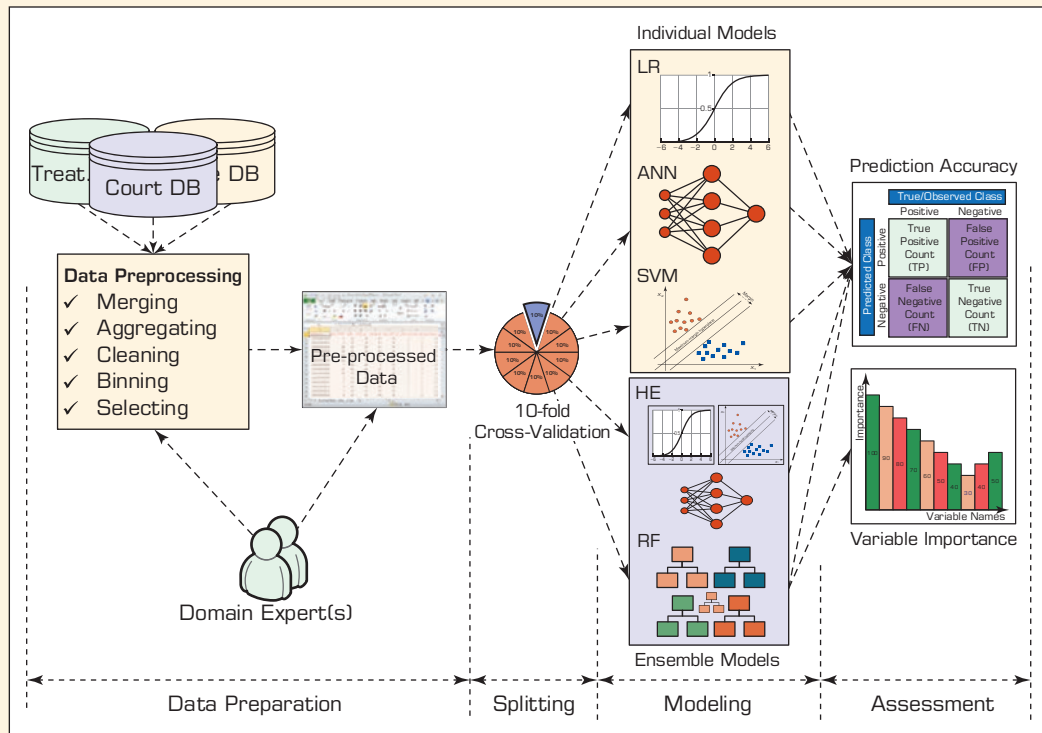 Individual Models
LR
1
0.5
-6 -4 -2 0 2 4 6
Treat.
Court DB
e DB
ANN
Prediction Accuracy
True/Observed Class
Positive Negative
Predicted Class
Positive
Negative
True
Positive
Count
(TP)
False
Positive
Count
(FP)
False
Negative
Count
(FN)
True
Negative
Count
(TN)
Data Preprocessing
✓ Merging
✓ Aggregating
✓ Cleaning
✓ Binning
✓ Selecting
Pre-processed
Data
10%
10% 10%
10% 10%
10% 10%
10% 10%
10%
10-fold
Cross-Validation
SVM
Margin
HE
RF
Ensemble Models
Importance
100 90 80 70 60 50 40 30 40 50
Variable Names
Variable Importance
Domain Expert(s)
Data Preparation
Splitting
Modeling
Assessment